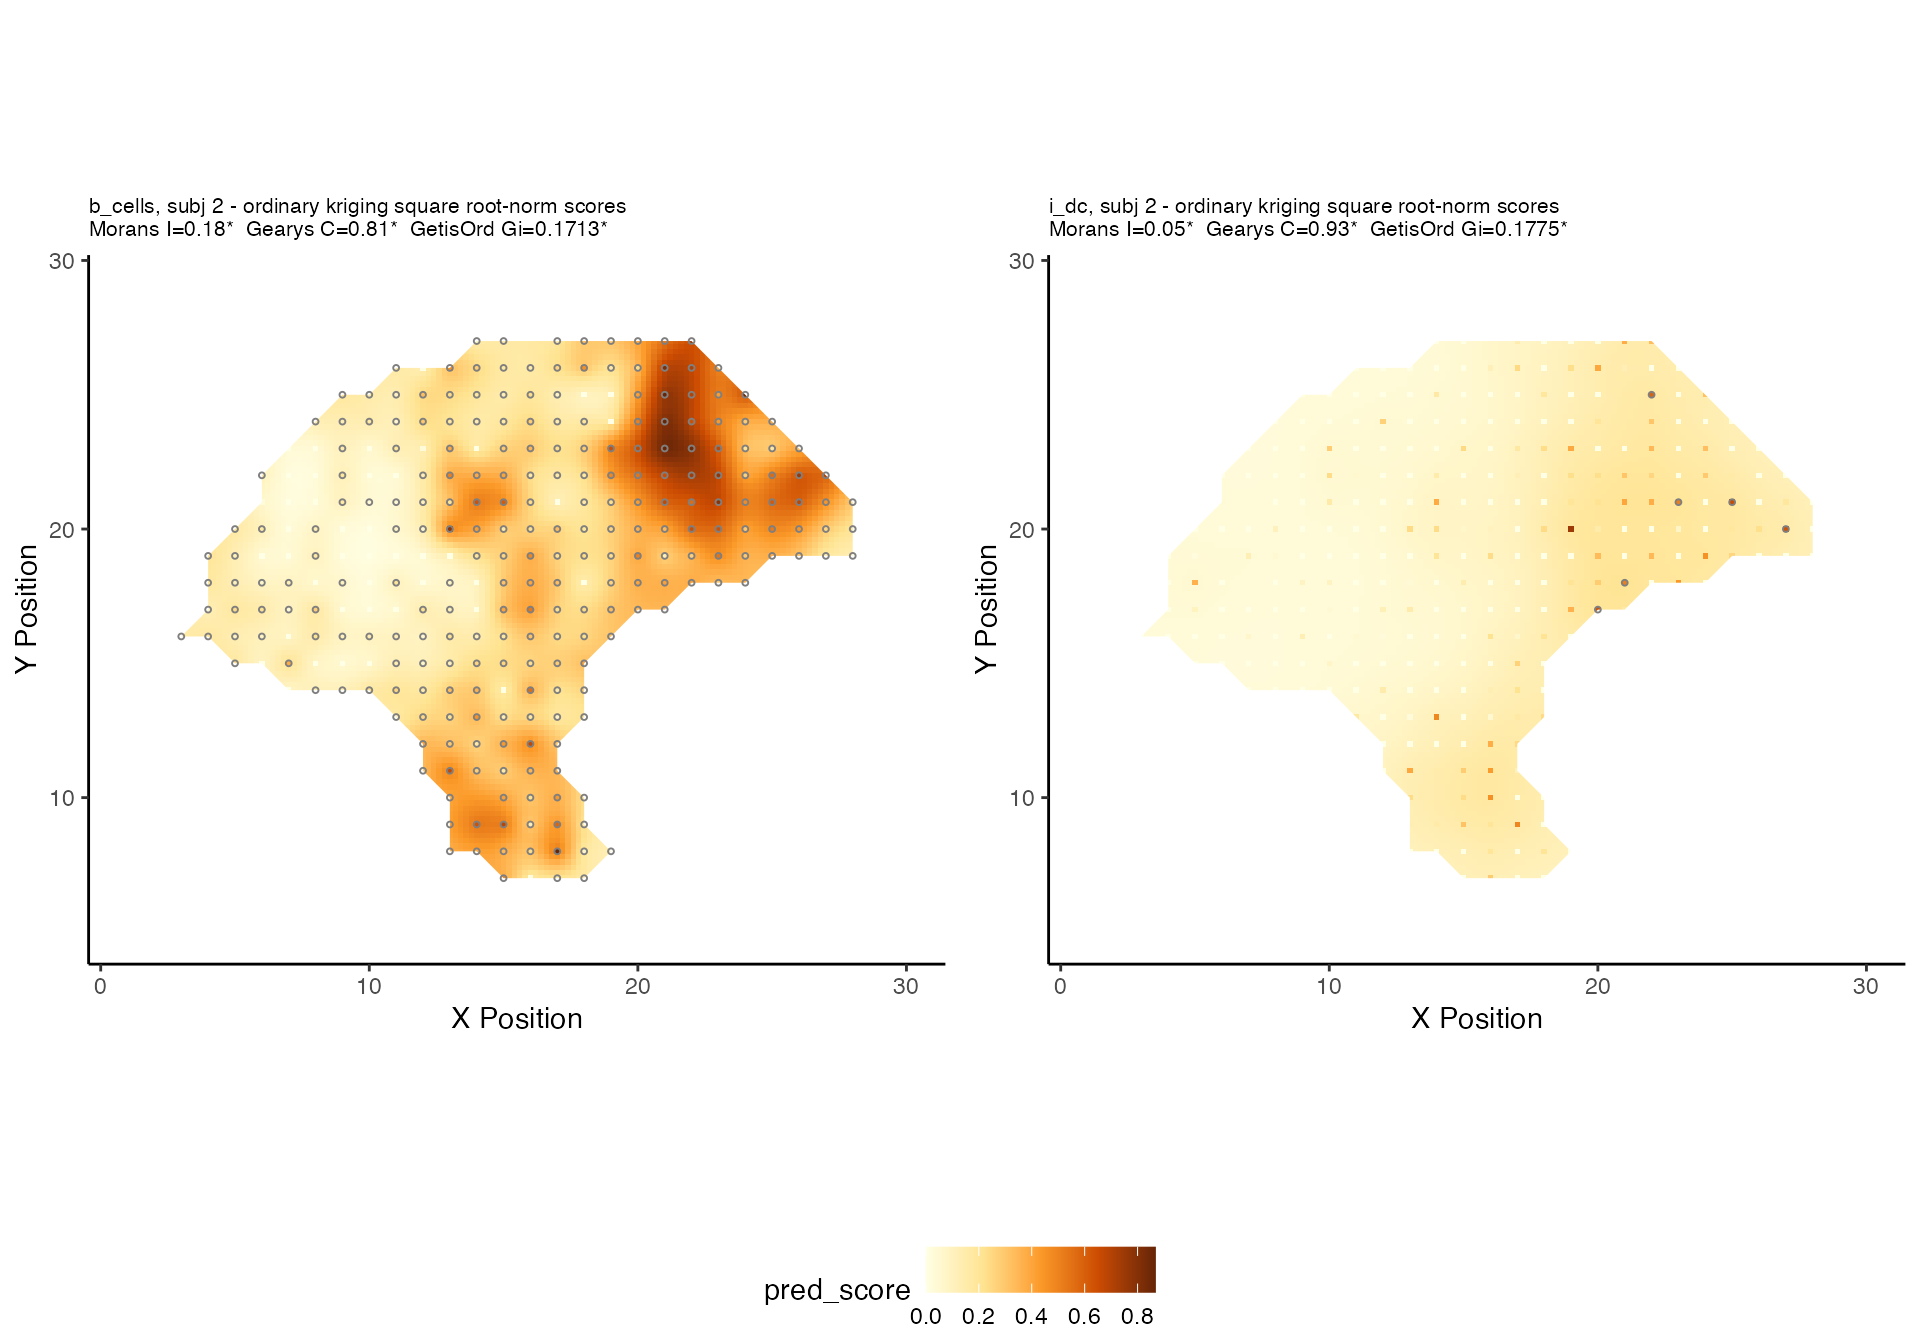 b_cells, subj 2 - ordinary kriging square root-norm scores
Morans I=0.18* Gearys C=0.81* GetisOrd Gi=0.1713*
30
20
10
Y Position
0 10 20 30
X Position
i_dc, subj 2 - ordinary kriging square root-norm scores
Morans I=0.05* Gearys C=0.93* GetisOrd Gi=0.1775*
30
20
10
Y Position
0 10 20 30
X Position
pred_score
0.0 0.2 0.4 0.6 0.8